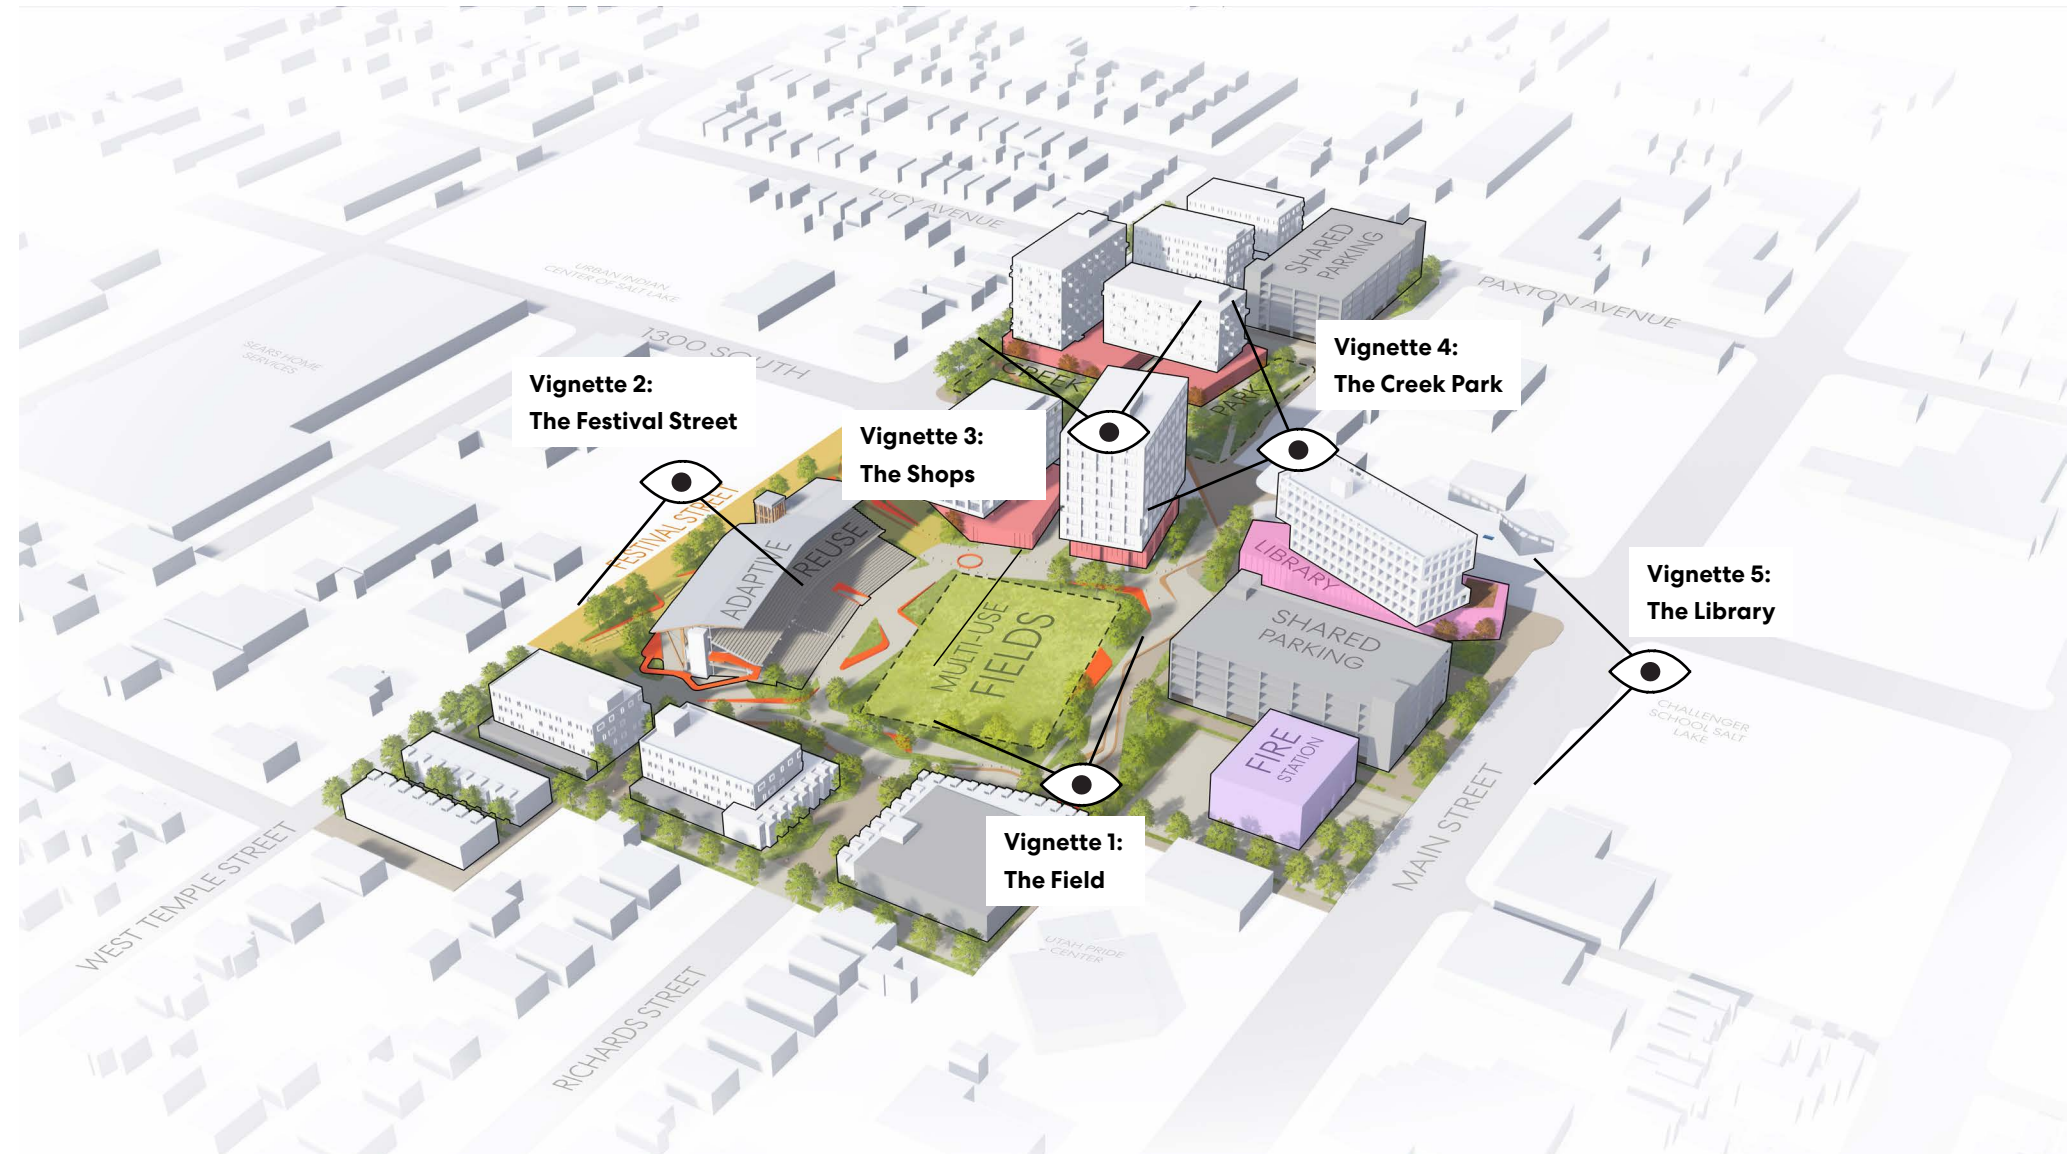 LUCY AVENUE
SHARED
PARKING
URBAN INDIAN
CENTER OF SALT LAKE
PAXTON AVENUE
1300 SOUTH
SEARS HOME
SERVICES
Vignette 4:
The Creek Park
CREEK
PARK
Vignette 2:
The Festival Street
Vignette 3:
The Shops
FESTIVAL STREET
ADAPTIVE
REUSE
LIBRARY
Vignette 5:
The Library
MULTI-USE
FIELDS
SHARED
PARKING
CHALLENGER
SCHOOL SALT
LAKE
FIRE
STATION
MAIN STREET
Vignette 1:
The Field
WEST TEMPLE STREET
UTAH PRIDE
CENTER
RICHARDS STREET